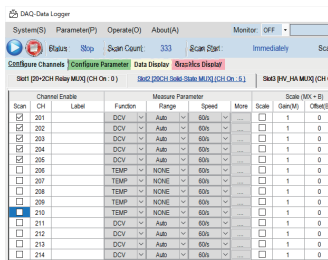 DAQ-Data Logger
System(S) Parameter(P) Operate(O) About(A) Monitor: OFF
Status Stop Scan Count: 333 Scan Start: Immediately Sca
Configure Channels Configure Parameter Data Display Graphics Display
Slot1 [20+2CH Relay MUX] (CH On : 0) Slot2 [20CH Solid-State MUX] (CH On : 5) Slot3 [HV_HA MUX] (CH
Channel Enable Measure Parameter Scale (MX + B)
Scan CH Label Function Range Speed More Scale Gain(M) Offset(B
201 DCV Auto 60/s ... 1 0
202 DCV Auto 60/s ... 1 0
203 DCV Auto 60/s ... 1 0
204 DCV Auto 60/s ... 1 0
205 DCV Auto 60/s ... 1 0
206 TEMP NONE 60/s ... 1 0
207 TEMP NONE 60/s ... 1 0
208 TEMP NONE 60/s ... 1 0
209 TEMP NONE 60/s ... 1 0
210 TEMP NONE 60/s ... 1 0
211 DCV Auto 60/s ... 1 0
212 DCV Auto 60/s ... 1 0
213 DCV Auto 60/s ... 1 0
214 DCV Auto 60/s ... 1 0